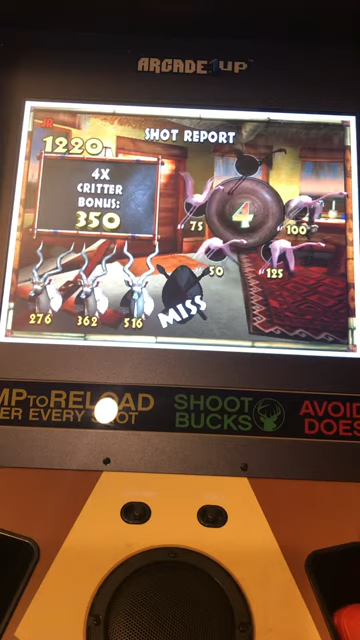 ARCADE1UP
JR
1220
SHOT REPORT
4X
CRITTER
BONUS:
350
4
75
100
50
125
276
362
516
MISS
MP TO RELOAD
ER EVERY SHOT
SHOOT
BUCKS
AVOID
DOES